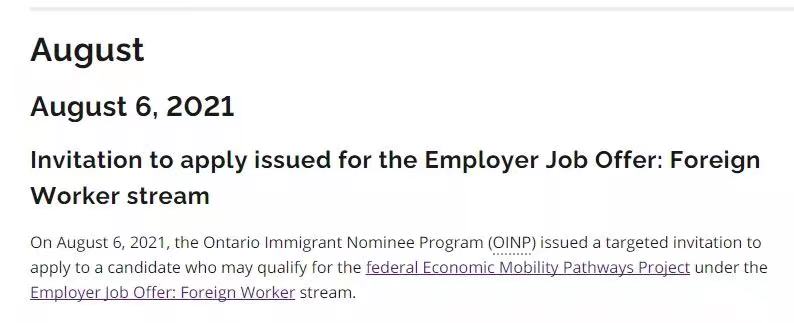 August
August 6, 2021
Invitation to apply issued for the Employer Job Offer: Foreign
Worker stream
On August 6, 2021, the Ontario Immigrant Nominee Program (OINP) issued a targeted invitation to
apply to a candidate who may qualify for the federal Economic Mobility Pathways Project under the
Employer Job Offer: Foreign Worker stream.